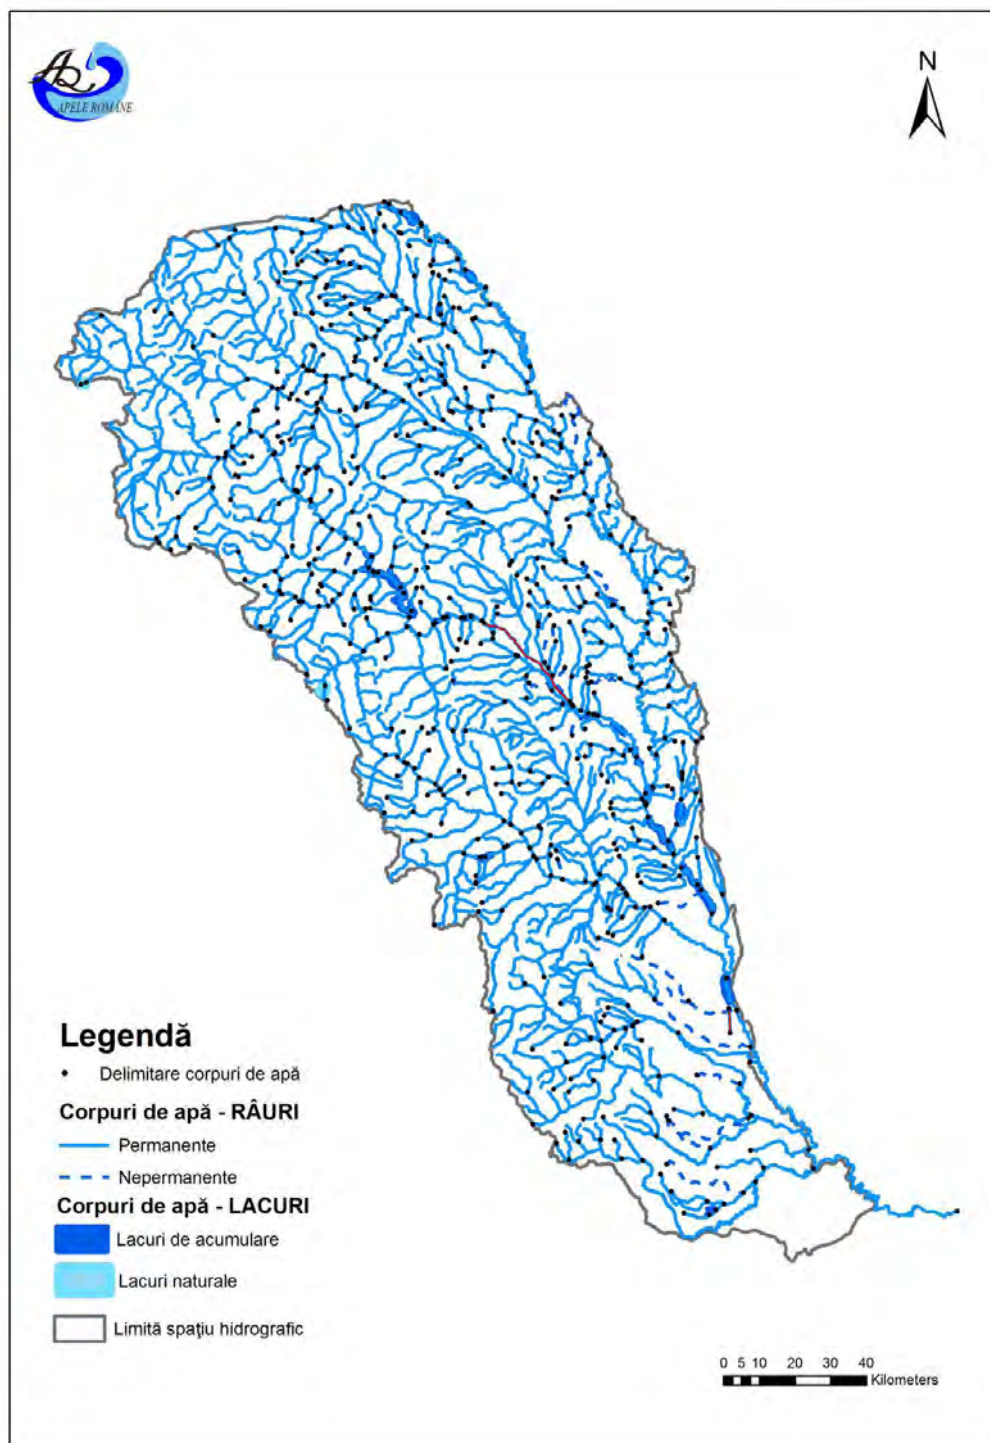 APELE ROMÂNE
N
Legendă
Delimitare corpuri de apă
Corpuri de apă - RÂURI
Permanente
Nepermanente
Corpuri de apă - LACURI
Lacuri de acumulare
Lacuri naturale
Limită spaţiu hidrografic
0 5 10 20 30 40
Kilometers